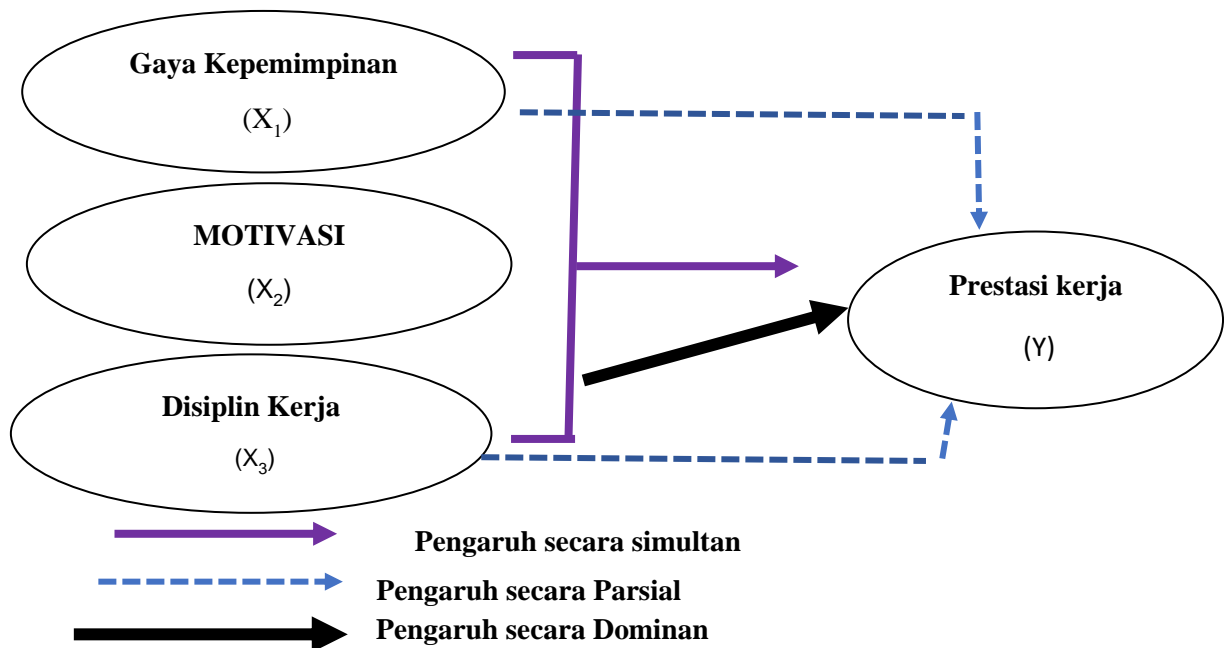 Gaya Kepemimpinan
(X₁)
MOTIVASI
(X₂)
Disiplin Kerja
(X₃)
Prestasi kerja
(Y)
Pengaruh secara simultan
Pengaruh secara Parsial
Pengaruh secara Dominan